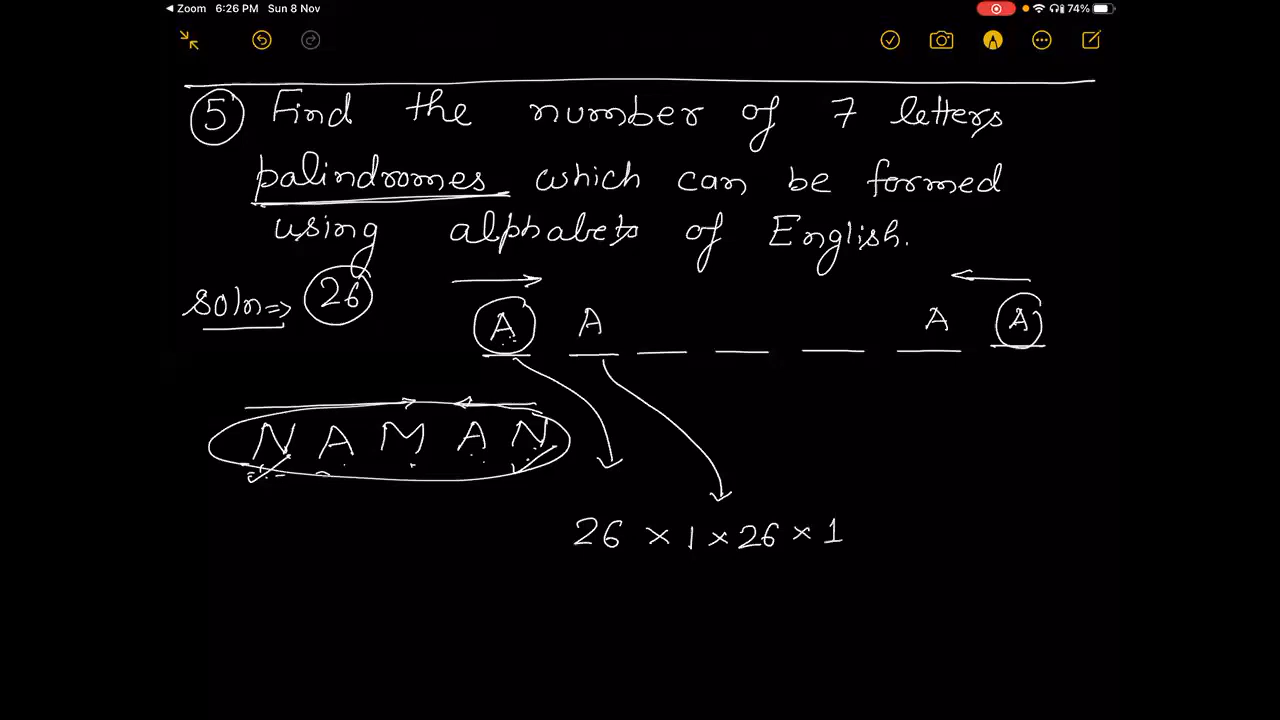 Zoom 6:26 PM Sun 8 Nov 74%
5 Find the number of 7 letters
palindromes which can be formed
using alphabets of English.
soln⇒ 26
A A _ _ _ A A
N A M A N
26 × 1 × 26 × 1